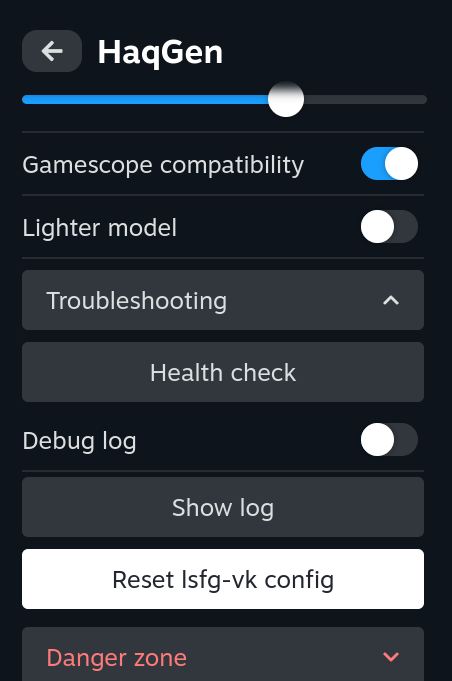 HaqGen
Gamescope compatibility
Lighter model
Troubleshooting
Health check
Debug log
Show log
Reset lsfg-vk config
Danger zone